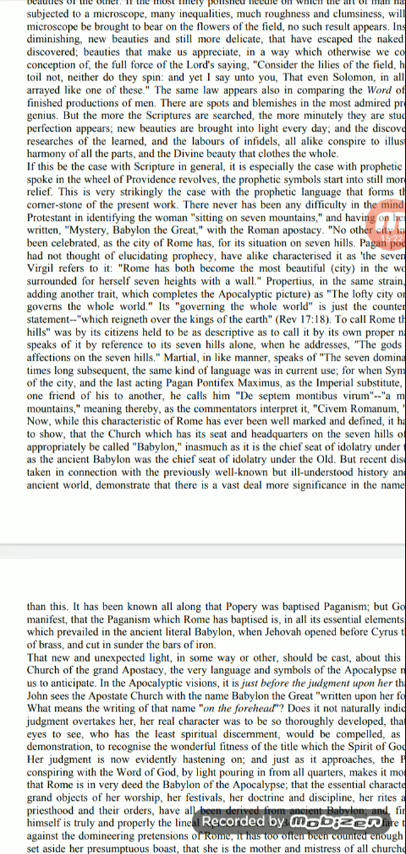 beauties of the other. If the most finely polished needle on which the art of man ha
subjected to a microscope, many inequalities, much roughness and clumsiness, will
microscope be brought to bear on the flowers of the field, no such result appears. Ins
diminishing, new beauties and still more delicate, that have escaped the naked
discovered; beauties that make us appreciate, in a way which otherwise we co
conception of, the full force of the Lord's saying, "Consider the lilies of the field, h
toil not, neither do they spin: and yet I say unto you, That even Solomon, in all
arrayed like one of these." The same law appears also in comparing the Word of
finished productions of men. There are spots and blemishes in the most admired pr
genius. But the more the Scriptures are searched, the more minutely they are stud
perfection appears; new beauties are brought into light every day; and the discove
researches of the learned, and the labours of infidels, all alike conspire to illus
harmony of all the parts, and the Divine beauty that clothes the whole.
If this be the case with Scripture in general, it is especially the case with prophetic
spoke in the wheel of Providence revolves, the prophetic symbols start into still mor
relief. This is very strikingly the case with the prophetic language that forms th
corner-stone of the present work. There never has been any difficulty in the mind
Protestant in identifying the woman "sitting on seven mountains," and having
written, "Mystery, Babylon the Great," with the Roman apostacy. "No other city
been celebrated, as the city of Rome has, for its situation on seven hills. Pagan poe
had not thought of elucidating prophecy, have alike characterised it as 'the seven
Virgil refers to it: "Rome has both become the most beautiful (city) in the wo
surrounded for herself seven heights with a wall." Propertius, in the same strain,
adding another trait, which completes the Apocalyptic picture) as "The lofty city on
governs the whole world." Its "governing the whole world" is just the counter
statement--"which reigneth over the kings of the earth" (Rev 17:18). To call Rome th
hills" was by its citizens held to be as descriptive as to call it by its own proper n
speaks of it by reference to its seven hills alone, when he addresses, "The gods
affections on the seven hills." Martial, in like manner, speaks of "The seven domina
times long subsequent, the same kind of language was in current use; for when Sym
of the city, and the last acting Pagan Pontifex Maximus, as the Imperial substitute,
one friend of his to another, he calls him "De septem montibus virum"--"a m
mountains," meaning thereby, as the commentators interpret it, "Civem Romanum,
Now, while this characteristic of Rome has ever been well marked and defined, it ha
to show, that the Church which has its seat and headquarters on the seven hills of
appropriately be called "Babylon," inasmuch as it is the chief seat of idolatry under t
as the ancient Babylon was the chief seat of idolatry under the Old. But recent dis
taken in connection with the previously well-known but ill-understood history and
ancient world, demonstrate that there is a vast deal more significance in the name
than this. It has been known all along that Popery was baptised Paganism; but Go
manifest, that the Paganism which Rome has baptised is, in all its essential elements
which prevailed in the ancient literal Babylon, when Jehovah opened before Cyrus t
of brass, and cut in sunder the bars of iron.
That new and unexpected light, in some way or other, should be cast, about this
Church of the grand Apostacy, the very language and symbols of the Apocalypse m
us to anticipate. In the Apocalyptic visions, it is just before the judgment upon her tha
John sees the Apostate Church with the name Babylon the Great "written upon her fo
What means the writing of that name "on the forehead"? Does it not naturally indic
judgment overtakes her, her real character was to be so thoroughly developed, that
eyes to see, who has the least spiritual discernment, would be compelled, as
demonstration, to recognise the wonderful fitness of the title which the Spirit of God
Her judgment is now evidently hastening on; and just as it approaches, the P
conspiring with the Word of God, by light pouring in from all quarters, makes it mo
that Rome is in very deed the Babylon of the Apocalypse; that the essential characte
grand objects of her worship, her festivals, her doctrine and discipline, her rites a
priesthood and their orders, have all been derived from ancient Babylon; and, fin
himself is truly and properly the lineal Recorded by MOBIZEN
against the domineering pretensions of Rome, it has too often been counted enough
set aside her presumptuous boast, that she is the mother and mistress of all churche